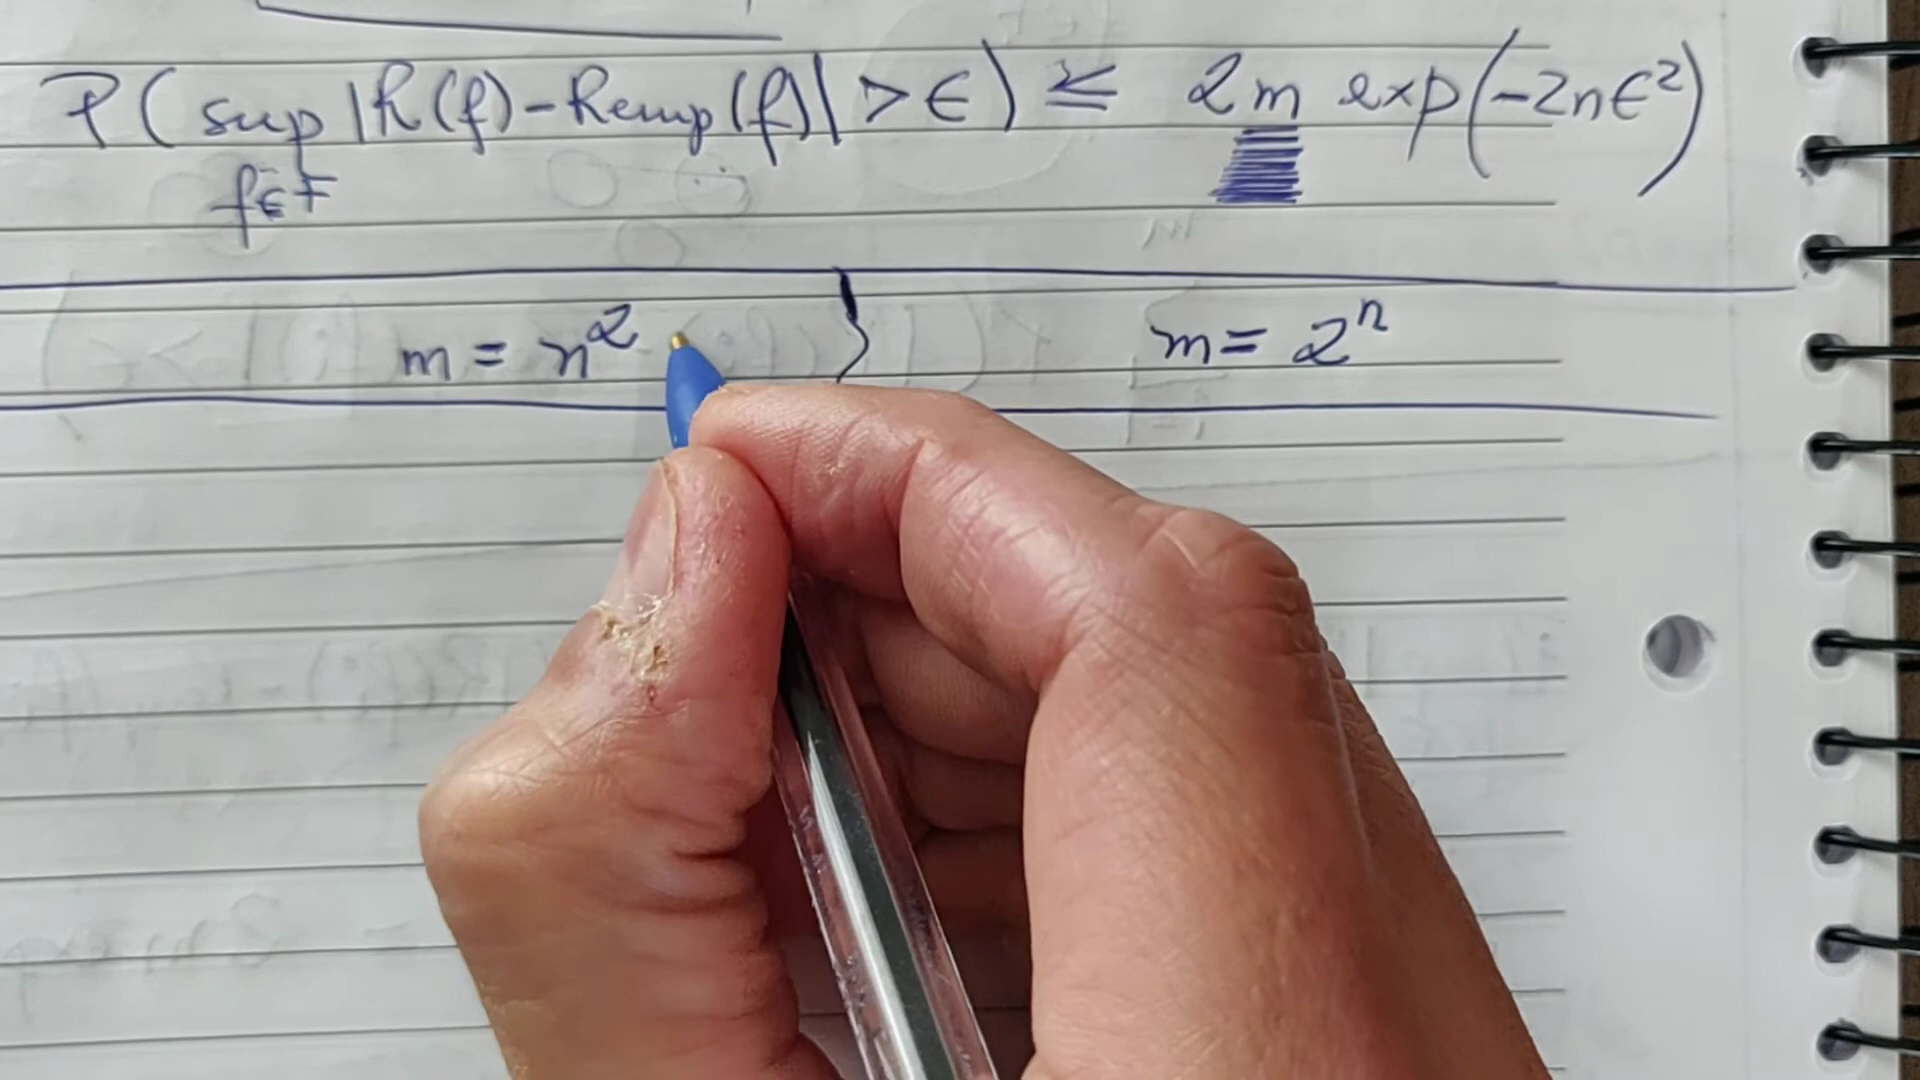 P( sup |R(f)-Remp(f)| > ϵ) ≤ 2m exp(-2nϵ²)
f∈F
m = n² } m = 2ⁿ